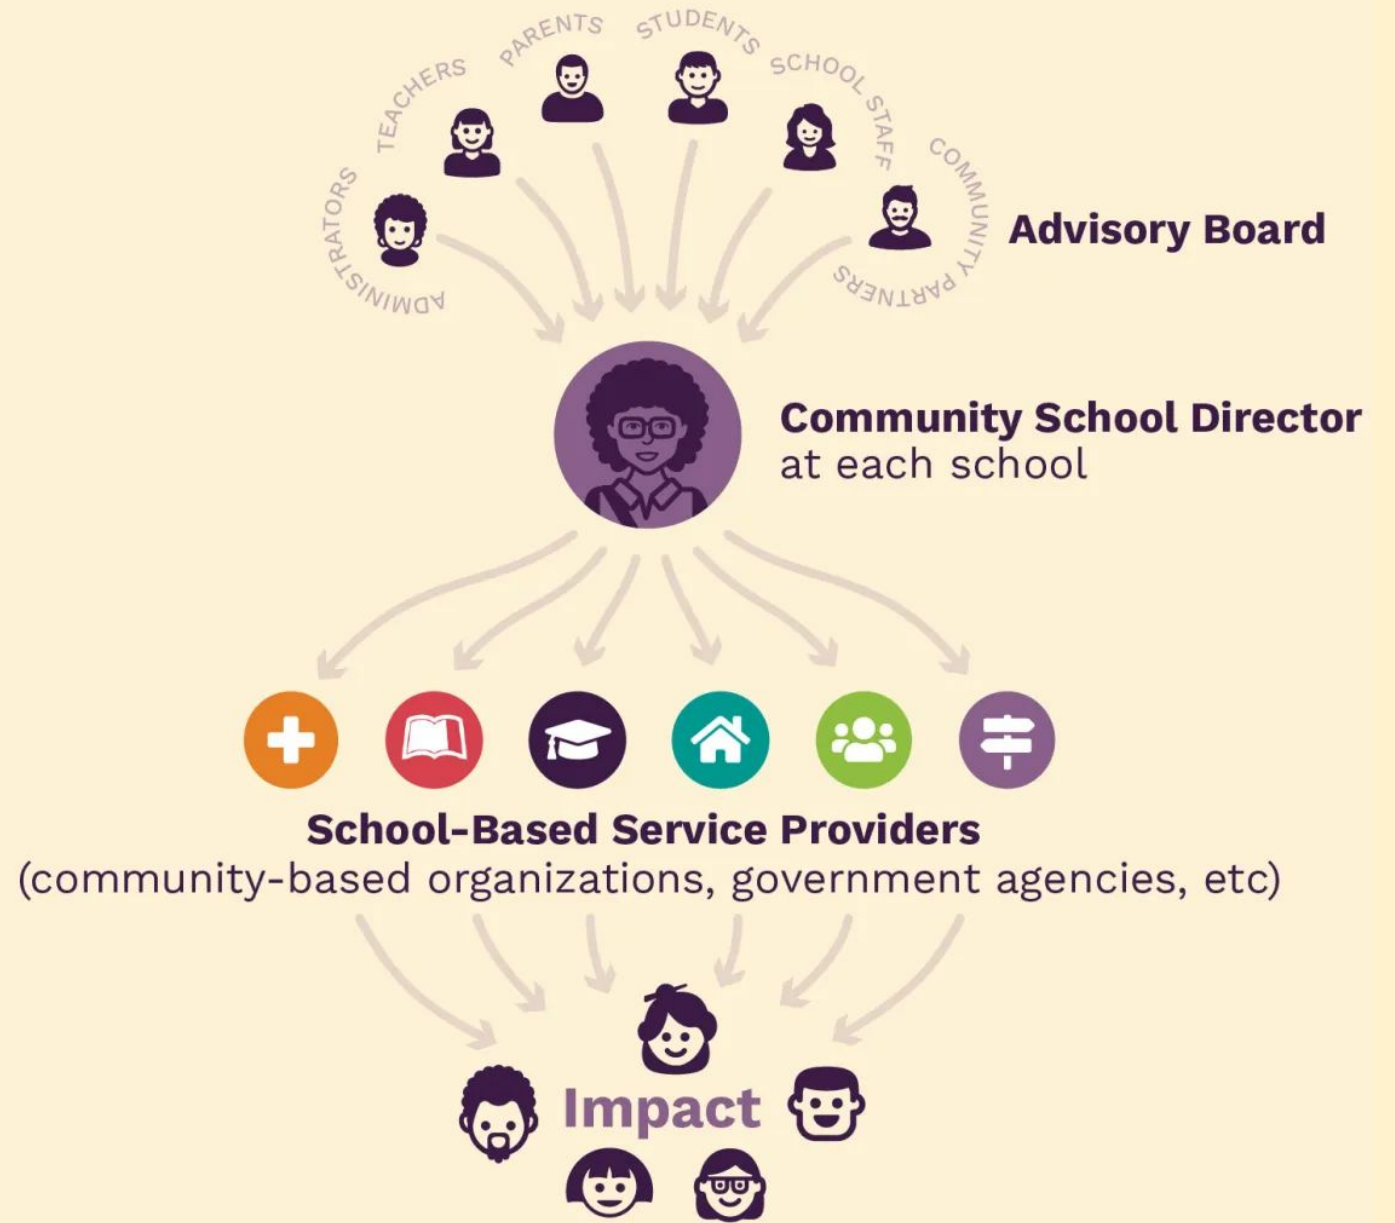 ADMINISTRATORS
TEACHERS
PARENTS
STUDENTS
SCHOOL STAFF
COMMUNITY PARTNERS
Advisory Board
Community School Director
at each school
School-Based Service Providers
(community-based organizations, government agencies, etc)
Impact